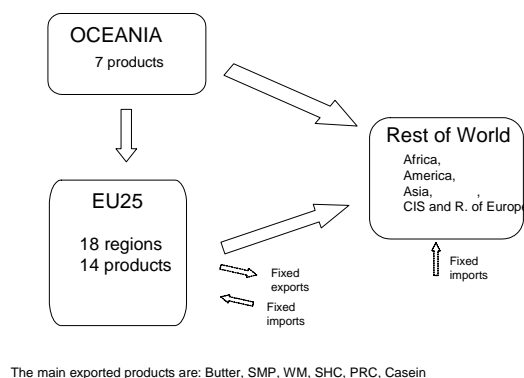 OCEANIA
7 products
Rest of World
Africa,
America,
Asia, ,
CIS and R. of Europe
EU25
18 regions
14 products
Fixed
exports
Fixed
imports
Fixed
imports
The main exported products are: Butter, SMP, WM, SHC, PRC, Casein